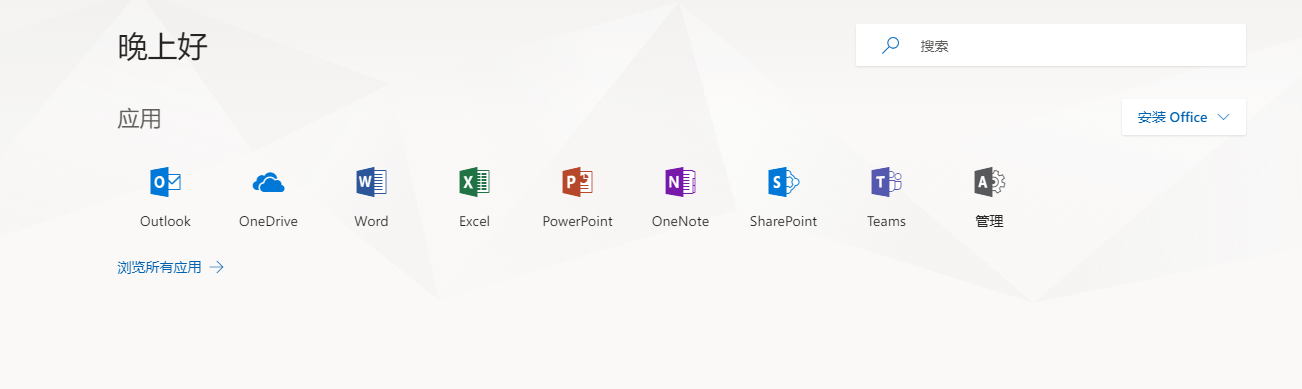 晚上好
搜索
应用
安装 Office
Outlook
OneDrive
Word
Excel
PowerPoint
OneNote
SharePoint
Teams
管理
浏览所有应用